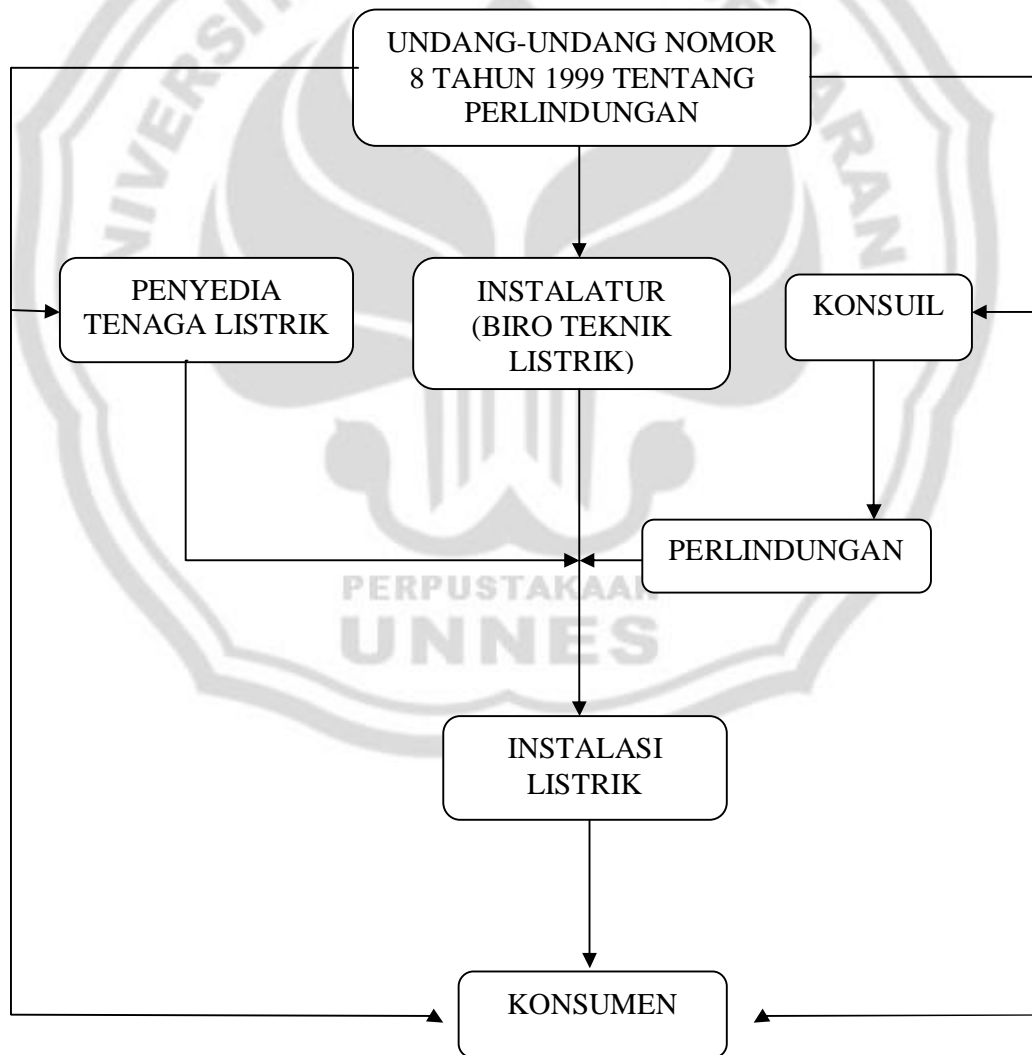 UNDANG-UNDANG NOMOR
8 TAHUN 1999 TENTANG
PERLINDUNGAN
PENYEDIA
TENAGA LISTRIK
INSTALATUR
(BIRO TEKNIK
LISTRIK)
KONSUIL
PERLINDUNGAN
PERPUSTAKAAN
UNNES
INSTALASI
LISTRIK
KONSUMEN